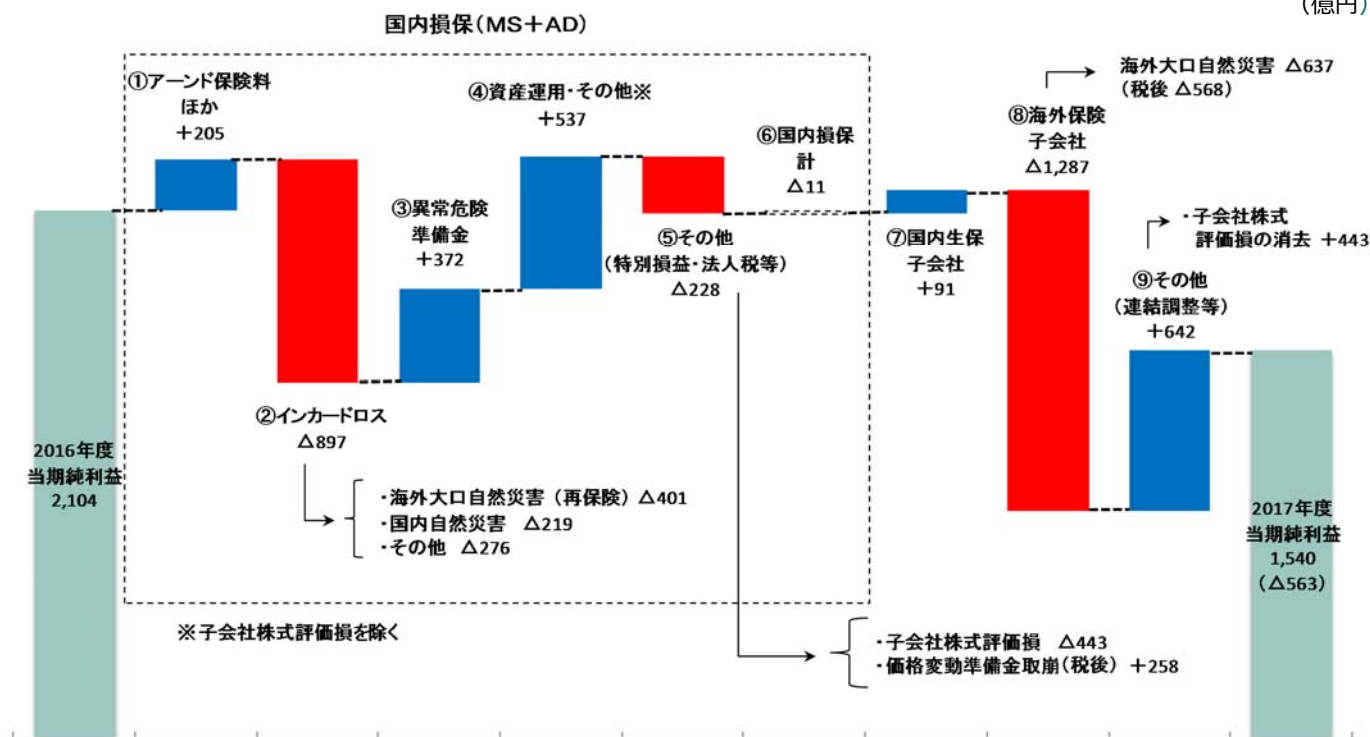 (億円)
国内損保(MS+AD)
①アーンド保険料
ほか
+205
②インカードロス
△897
・海外大口自然災害(再保険)△401
・国内自然災害 △219
・その他 △276
③異常危険
準備金
+372
④資産運用・その他※
+537
⑤その他
(特別損益・法人税等)
△228
・子会社株式評価損 △443
・価格変動準備金取崩(税後) +258
⑥国内損保
計
△11
⑦国内生保
子会社
+91
⑧海外保険
子会社
△1,287
海外大口自然災害 △637
(税後 △568)
⑨その他
(連結調整等)
+642
・子会社株式
評価損の消去 +443
2016年度
当期純利益
2,104
2017年度
当期純利益
1,540
(△563)
※子会社株式評価損を除く